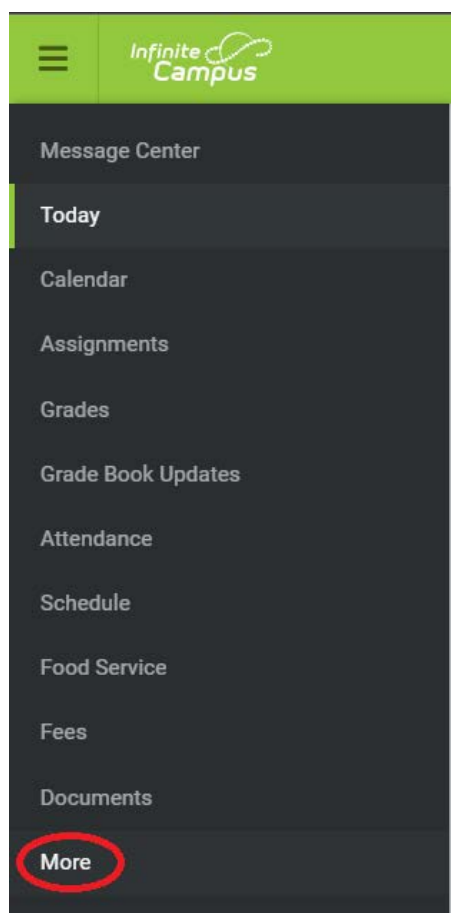 Infinite
Campus
Message Center
Today
Calendar
Assignments
Grades
Grade Book Updates
Attendance
Schedule
Food Service
Fees
Documents
More